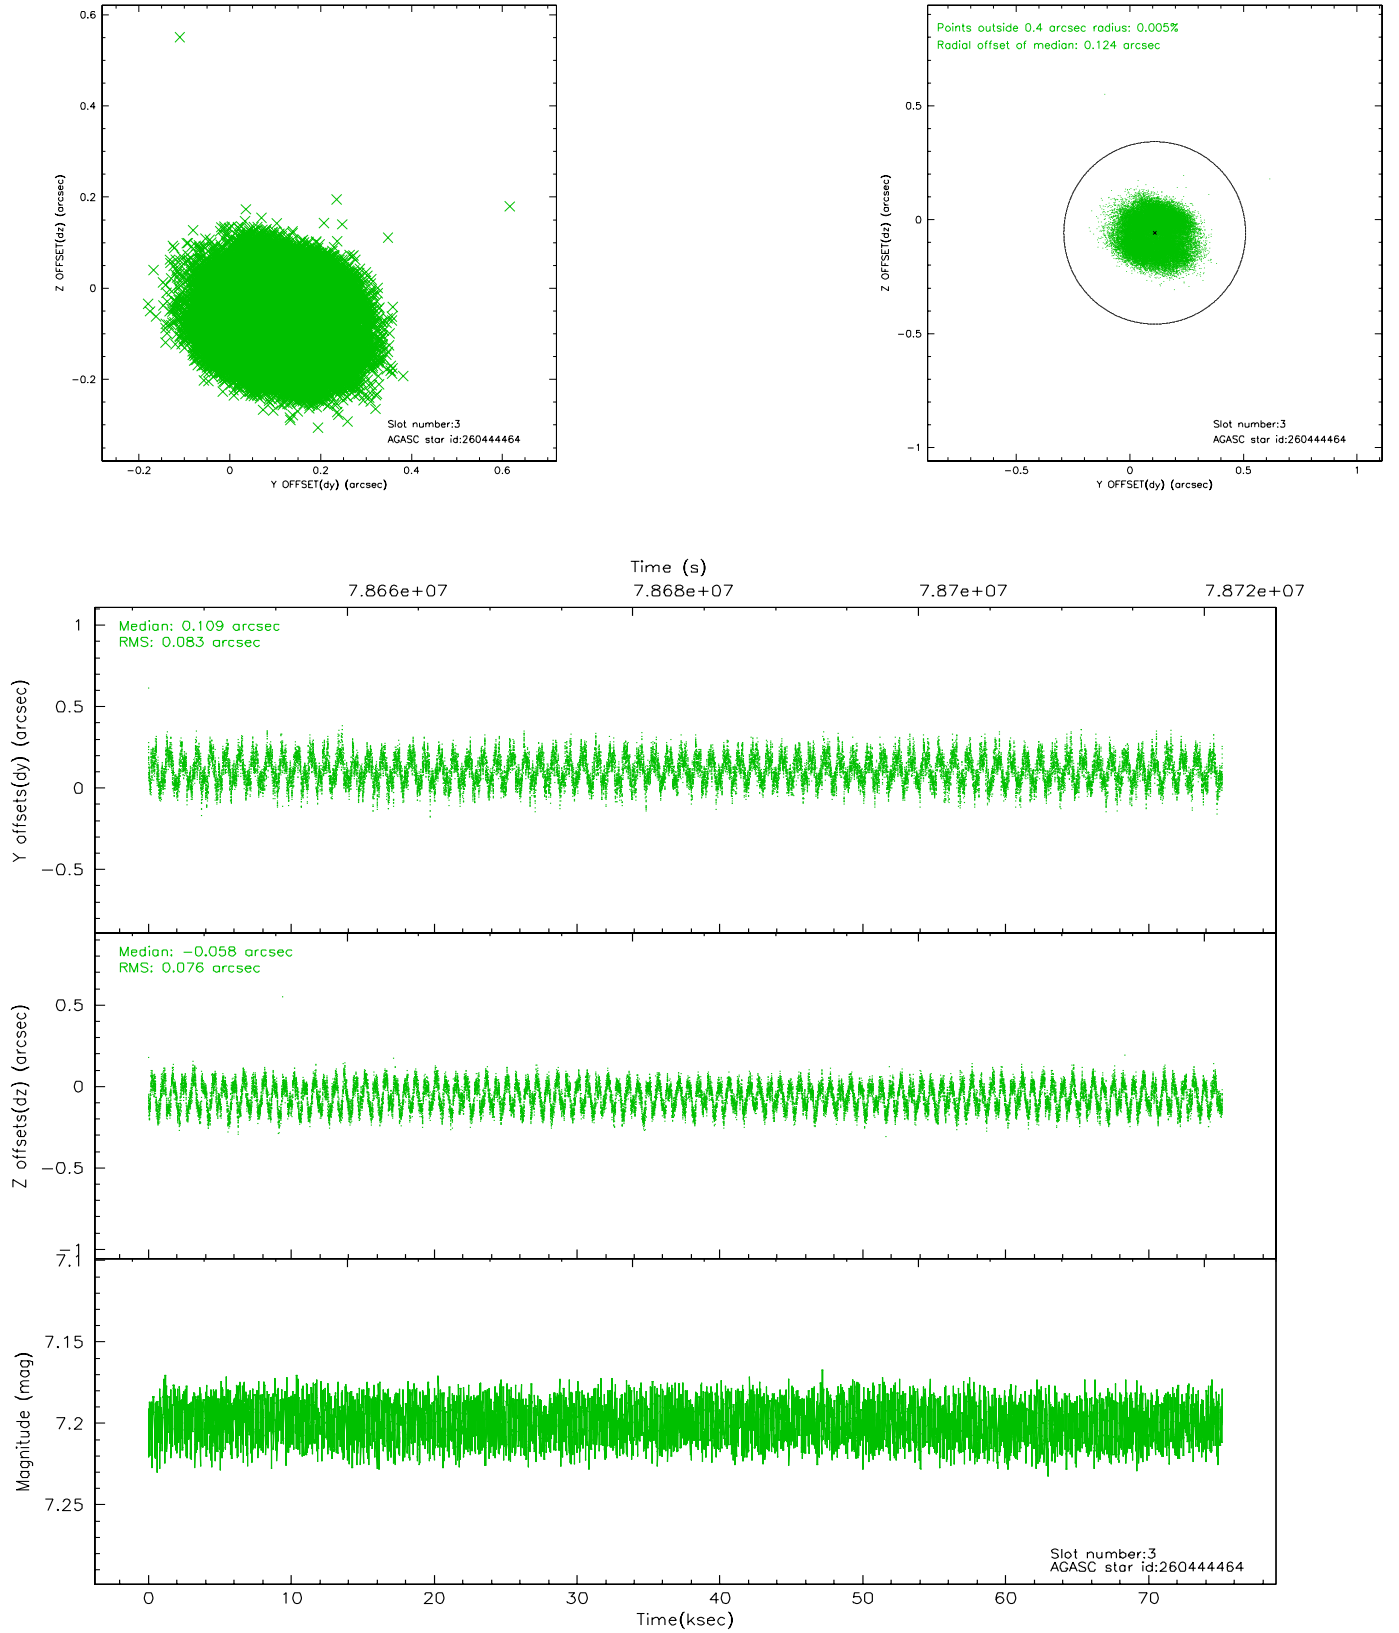 0.6
0.4
0.2
0
−0.2
Z OFFSET(dz) (arcsec)
−0.2 0 0.2 0.4 0.6
Y OFFSET(dy) (arcsec)
Slot number:3
AGASC star id:260444464
Points outside 0.4 arcsec radius: 0.005%
Radial offset of median: 0.124 arcsec
0.5
0
−0.5
−1
Z OFFSET(dz) (arcsec)
−0.5 0 0.5 1
Y OFFSET(dy) (arcsec)
Slot number:3
AGASC star id:260444464
Time (s)
7.866e+07 7.868e+07 7.87e+07 7.872e+07
Median: 0.109 arcsec
RMS: 0.083 arcsec
1
0.5
0
−0.5
Y offsets(dy) (arcsec)
Median: −0.058 arcsec
RMS: 0.076 arcsec
0.5
0
−0.5
−1
Z offsets(dz) (arcsec)
7.1
7.15
7.2
7.25
Magnitude (mag)
Slot number:3
AGASC star id:260444464
0 10 20 30 40 50 60 70
Time(ksec)